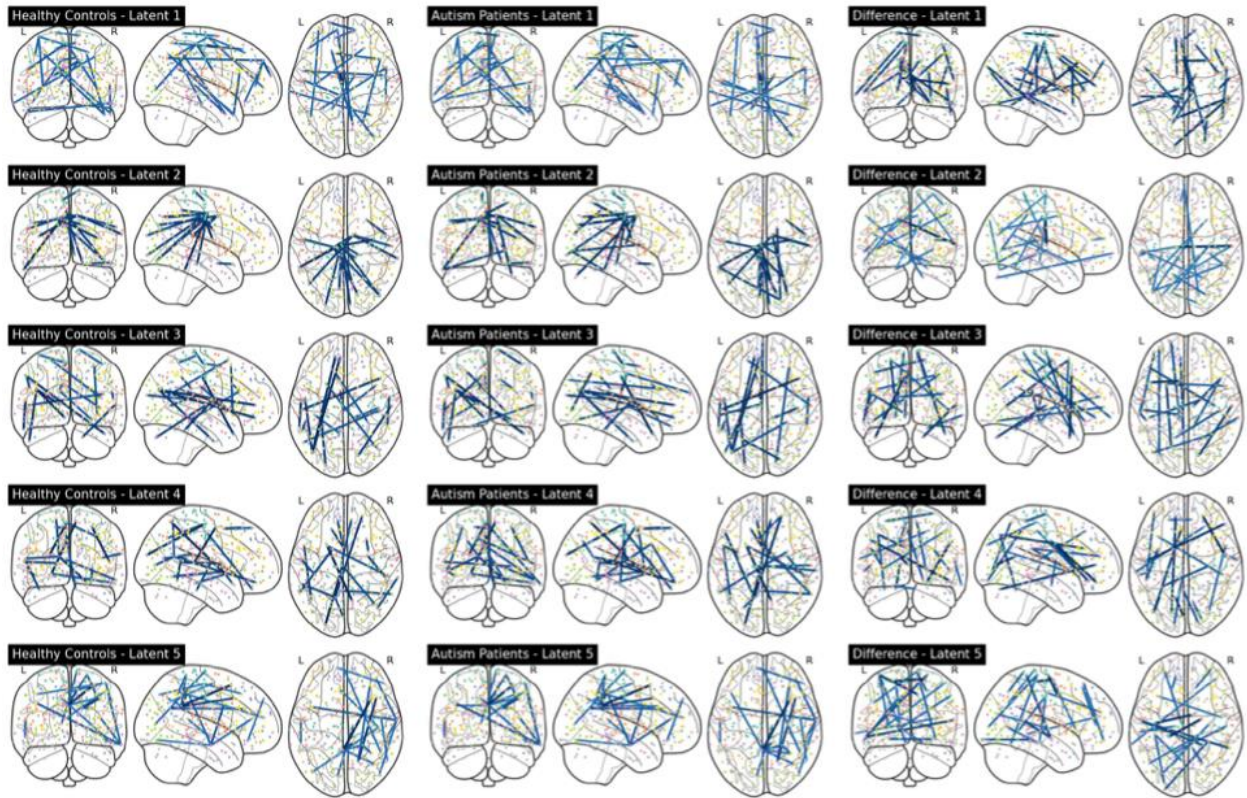 Healthy Controls - Latent 1 Autism Patients - Latent 1 Difference - Latent 1
L R L R L R L R L R L R
Healthy Controls - Latent 2 Autism Patients - Latent 2 Difference - Latent 2
L R L R L R L R L R L R
Healthy Controls - Latent 3 Autism Patients - Latent 3 Difference - Latent 3
L R L R L R L R L R L R
Healthy Controls - Latent 4 Autism Patients - Latent 4 Difference - Latent 4
L R L R L R L R L R L R
Healthy Controls - Latent 5 Autism Patients - Latent 5 Difference - Latent 5
L R L R L R L R L R L R